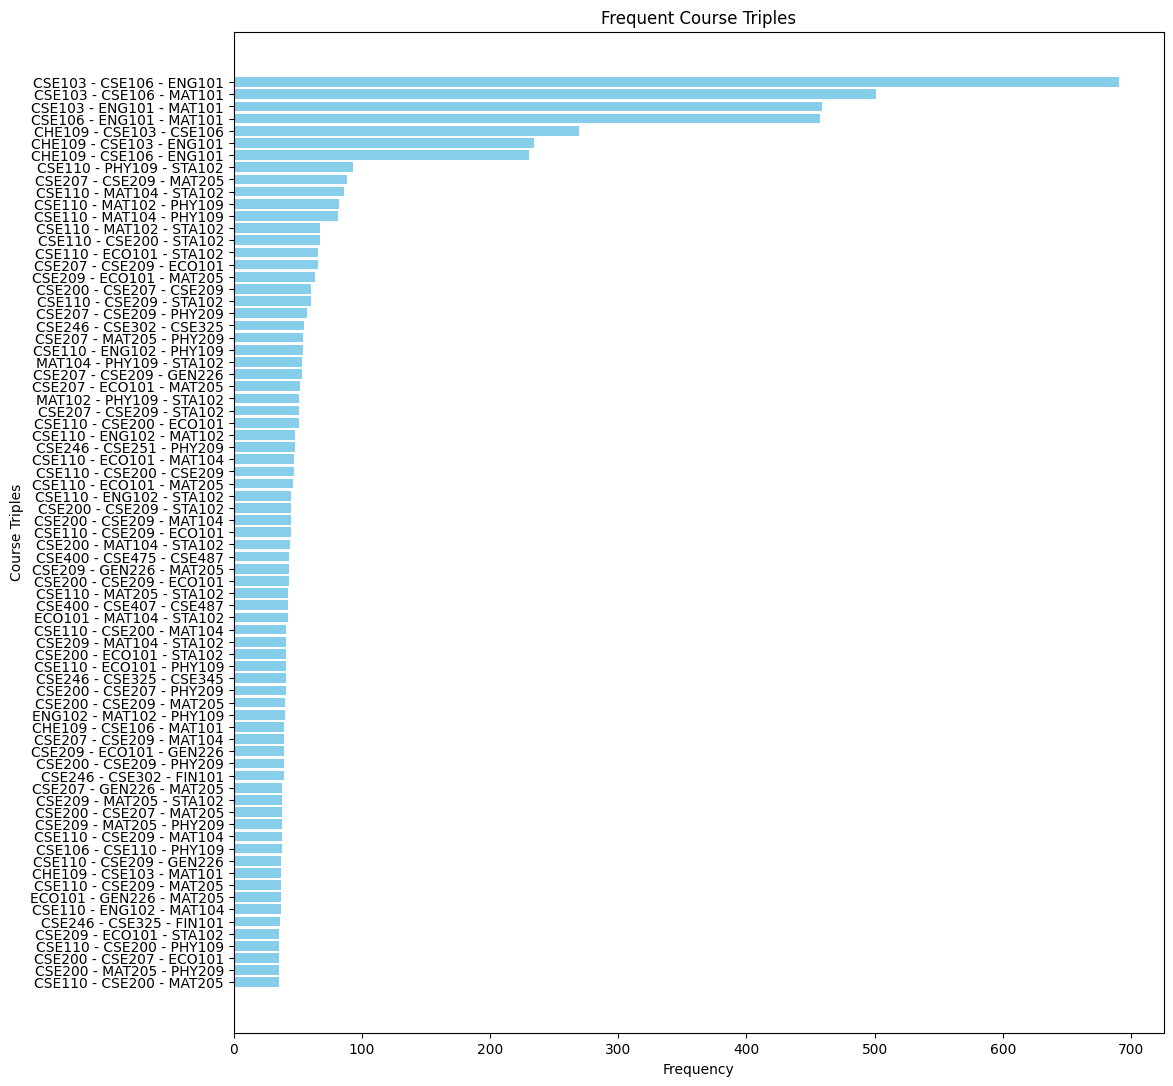 Frequent Course Triples
CSE103 - CSE106 - ENG101
CSE103 - CSE106 - MAT101
CSE103 - ENG101 - MAT101
CSE106 - ENG101 - MAT101
CHE109 - CSE103 - CSE106
CHE109 - CSE103 - ENG101
CHE109 - CSE106 - ENG101
CSE110 - PHY109 - STA102
CSE207 - CSE209 - MAT205
CSE110 - MAT104 - STA102
CSE110 - MAT102 - PHY109
CSE110 - MAT104 - PHY109
CSE110 - MAT102 - STA102
CSE110 - CSE200 - STA102
CSE110 - ECO101 - STA102
CSE207 - CSE209 - ECO101
CSE209 - ECO101 - MAT205
CSE200 - CSE207 - CSE209
CSE110 - CSE209 - STA102
CSE207 - CSE209 - PHY209
CSE246 - CSE302 - CSE325
CSE207 - MAT205 - PHY209
CSE110 - ENG102 - PHY109
MAT104 - PHY109 - STA102
CSE207 - CSE209 - GEN226
CSE207 - ECO101 - MAT205
MAT102 - PHY109 - STA102
CSE207 - CSE209 - STA102
CSE110 - CSE200 - ECO101
CSE110 - ENG102 - MAT102
CSE246 - CSE251 - PHY209
CSE110 - ECO101 - MAT104
CSE110 - CSE200 - CSE209
CSE110 - ECO101 - MAT205
CSE110 - ENG102 - STA102
CSE200 - CSE209 - STA102
CSE200 - CSE209 - MAT104
CSE110 - CSE209 - ECO101
CSE200 - MAT104 - STA102
CSE400 - CSE475 - CSE487
CSE209 - GEN226 - MAT205
CSE200 - CSE209 - ECO101
CSE110 - MAT205 - STA102
CSE400 - CSE407 - CSE487
ECO101 - MAT104 - STA102
CSE110 - CSE200 - MAT104
CSE209 - MAT104 - STA102
CSE200 - ECO101 - STA102
CSE110 - ECO101 - PHY109
CSE246 - CSE325 - CSE345
CSE200 - CSE207 - PHY209
CSE200 - CSE209 - MAT205
ENG102 - MAT102 - PHY109
CHE109 - CSE106 - MAT101
CSE207 - CSE209 - MAT104
CSE209 - ECO101 - GEN226
CSE200 - CSE209 - PHY209
CSE246 - CSE302 - FIN101
CSE207 - GEN226 - MAT205
CSE209 - MAT205 - STA102
CSE200 - CSE207 - MAT205
CSE209 - MAT205 - PHY209
CSE110 - CSE209 - MAT104
CSE106 - CSE110 - PHY109
CSE110 - CSE209 - GEN226
CHE109 - CSE103 - MAT101
CSE110 - CSE209 - MAT205
ECO101 - GEN226 - MAT205
CSE110 - ENG102 - MAT104
CSE246 - CSE325 - FIN101
CSE209 - ECO101 - STA102
CSE110 - CSE200 - PHY109
CSE200 - CSE207 - ECO101
CSE200 - MAT205 - PHY209
CSE110 - CSE200 - MAT205
Course Triples
0 100 200 300 400 500 600 700
Frequency